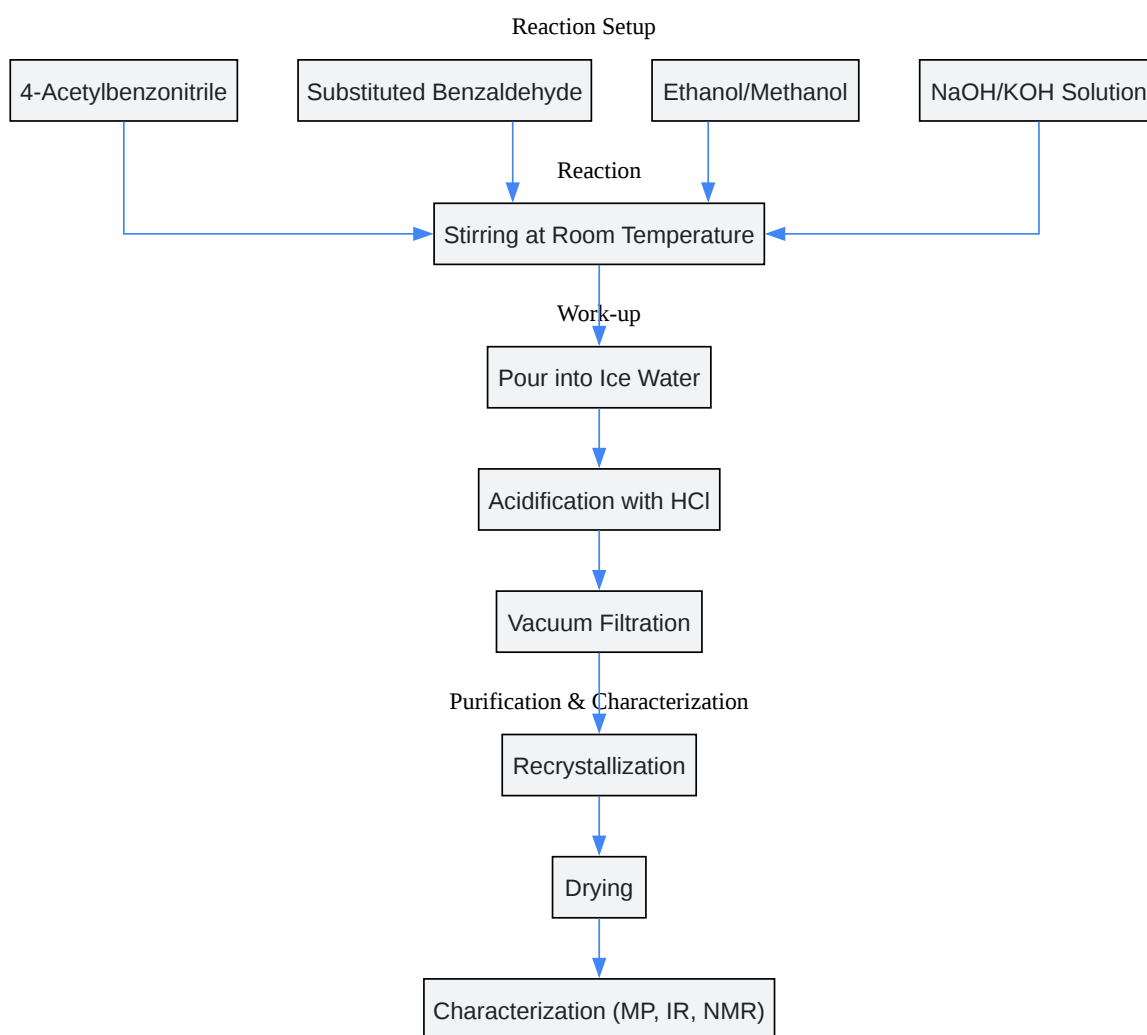 Reaction Setup
4-Acetylbenzonitrile
Substituted Benzaldehyde
Ethanol/Methanol
NaOH/KOH Solution
Reaction
Stirring at Room Temperature
Work-up
Pour into Ice Water
Acidification with HCl
Vacuum Filtration
Purification & Characterization
Recrystallization
Drying
Characterization (MP, IR, NMR)